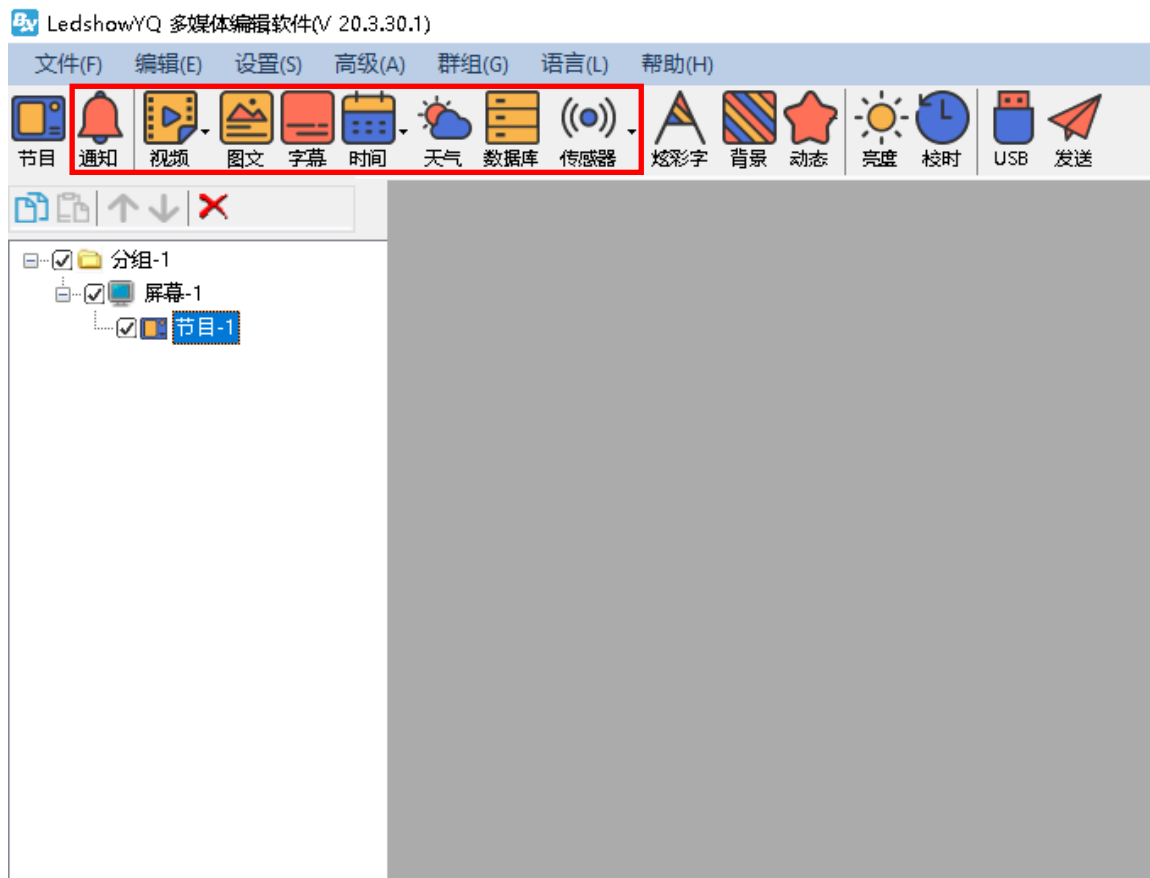 BX LedshowYQ 多媒体编辑软件(V 20.3.30.1)
文件(F) 编辑(E) 设置(S) 高级(A) 群组(G) 语言(L) 帮助(H)
节目 通知 视频 图文 字幕 时间 天气 数据库 传感器 炫彩字 背景 动态 亮度 校时 USB 发送
分组-1
屏幕-1
节目-1